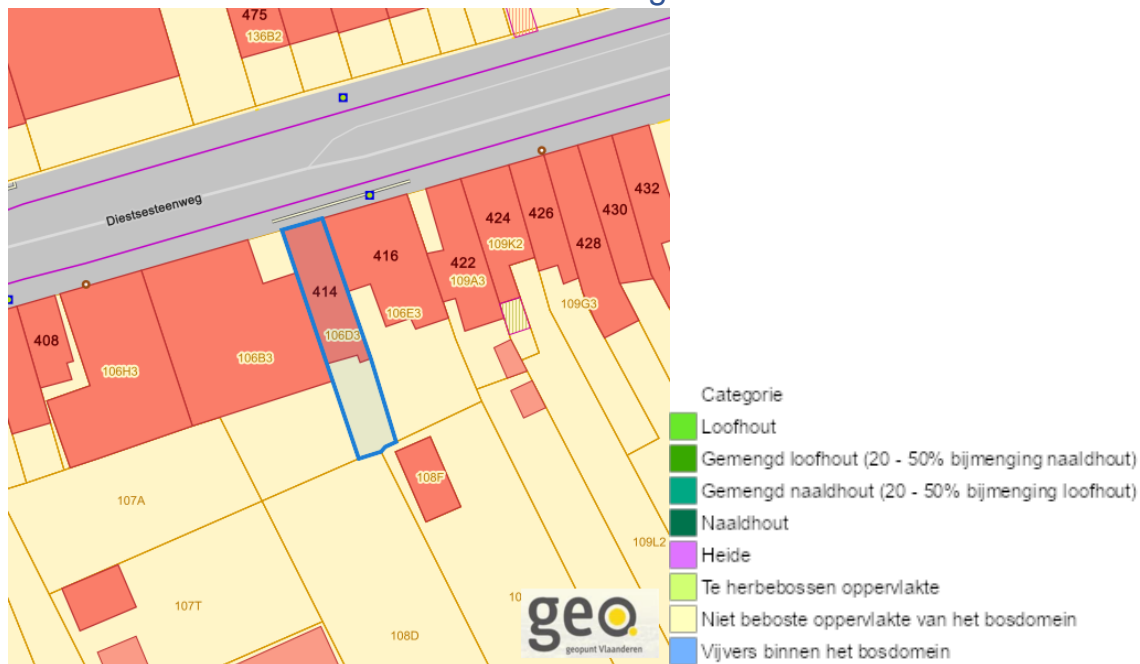 475
136B2
Diestsesteenweg
432
430
426
424
109K2
428
416
422
109A3
414
109G3
106E3
106D3
408
106B3
106H3
108F
107A
109L2
107T
10
108D
geo.
geopunt Vlaanderen
Categorie
Loofhout
Gemengd loofhout (20 - 50% bijmenging naaldhout)
Gemengd naaldhout (20 - 50% bijmenging loofhout)
Naaldhout
Heide
Te herbebossen oppervlakte
Niet beboste oppervlakte van het bosdomein
Vijvers binnen het bosdomein